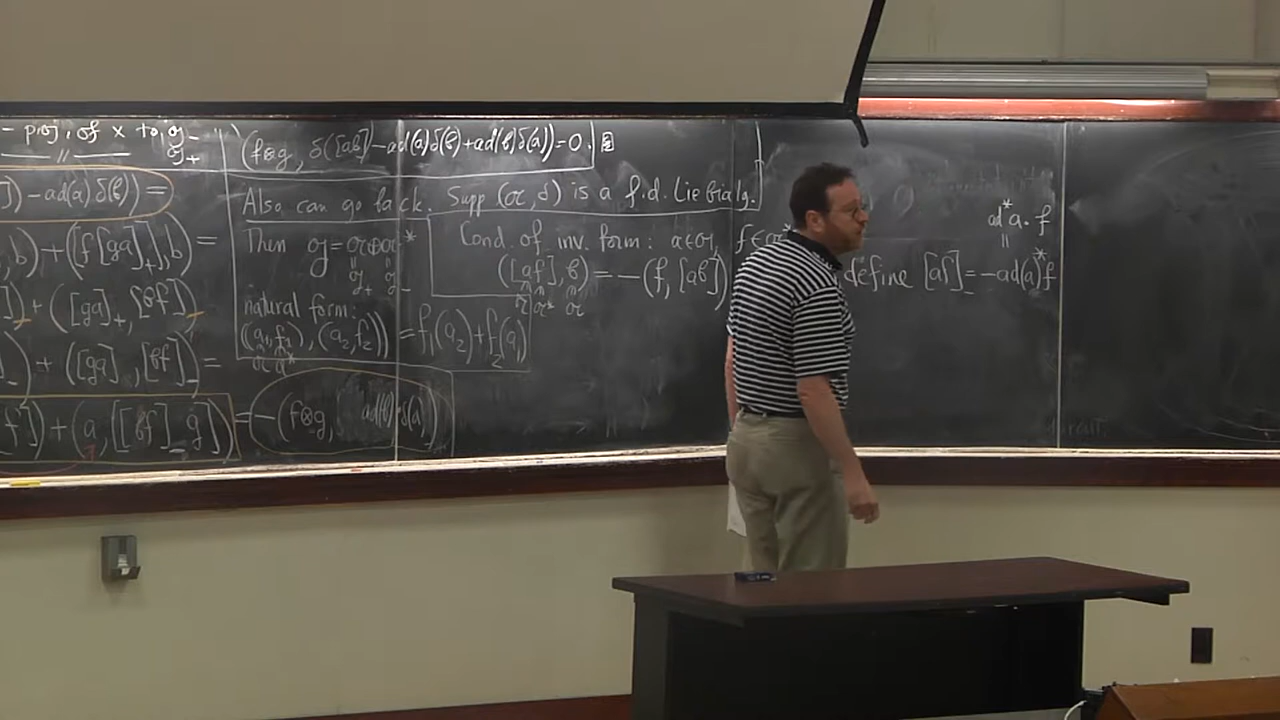 - proj. of x to g-
g+
]) - ad(a) δ(b)) =
, b) + ([f[ga]+], b) =
]) + ([ga]+, [bf]-)
) + ([ga]-, [bf]-) =
f]) + (a, [[bf]- g])
= -(f⊗g, ad(b) δ(a))
(f⊗g, δ([ab]) - ad(a)δ(b) + ad(b)δ(a)) = 0.
Also can go back. Supp (α, δ) is a f.d. Lie bialg.
Then g = α⊕α*
g+ g-
natural form:
((a1, f1), (a2, f2)) = f1(a2) + f2(a1)
α α*
Cond. of inv. form: a∈α, f∈α*
([af], b) = -(f, [ab])
α α* α
ad*a · f
define [af]- = -ad(a)*f